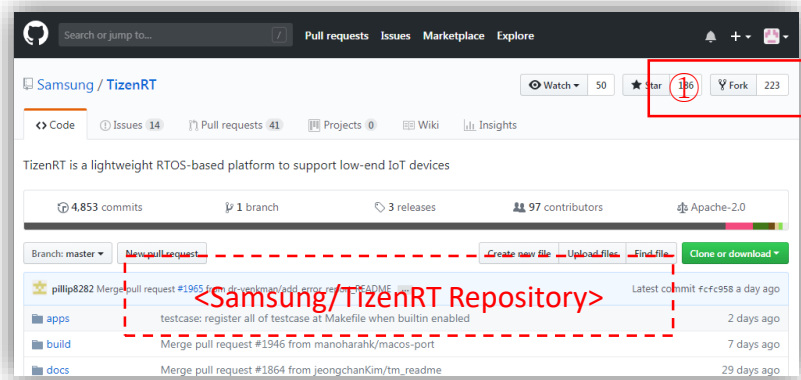 Search or jump to... / Pull requests Issues Marketplace Explore
Samsung / TizenRT Watch 50 Star 186 Fork 223
①
Code Issues 14 Pull requests 41 Projects 0 Wiki Insights
TizenRT is a lightweight RTOS-based platform to support low-end IoT devices
4,853 commits 1 branch 3 releases 97 contributors Apache-2.0
Branch: master New pull request Create new file Upload files Find file Clone or download
pillip8282 Merge pull request #1965 from dr-venkman/add_error_report_README ... Latest commit fcfc958 a day ago
<Samsung/TizenRT Repository>
apps testcase: register all of testcase at Makefile when builtin enabled 2 days ago
build Merge pull request #1946 from manoharahk/macos-port 7 days ago
docs Merge pull request #1864 from jeongchanKim/tm_readme 29 days ago